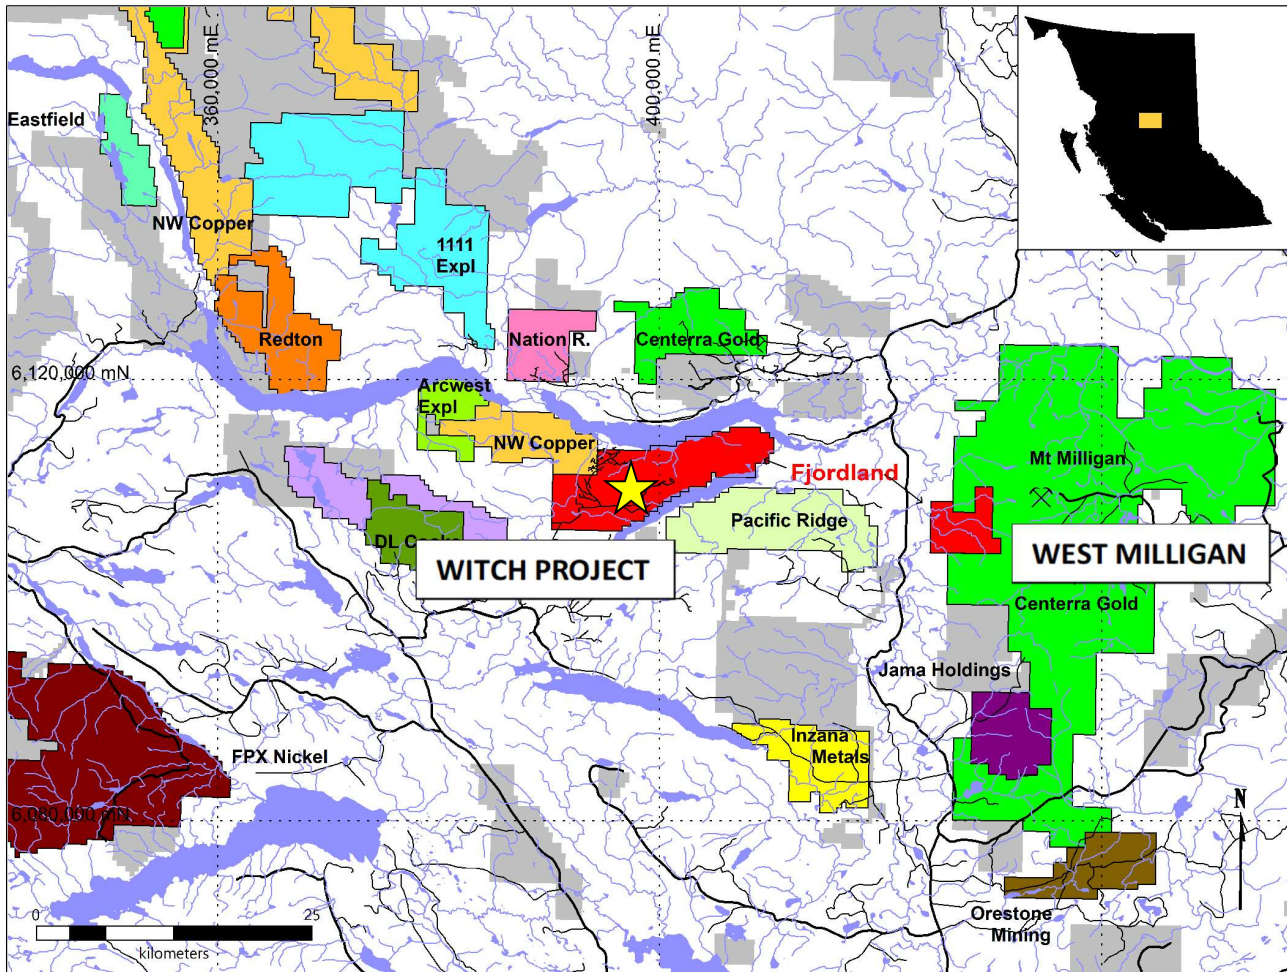 360,000 mE
400,000 mE
Eastfield
NW Copper
1111
Expl
Redton
Nation R.
Centerra Gold
6,120,000 mN
Arcwest
Expl
NW Copper
Fjordland
Mt Milligan
Pacific Ridge
DL
WITCH PROJECT
WEST MILLIGAN
Centerra Gold
Jama Holdings
Inzana
Metals
FPX Nickel
6,080,000 mN
N
0
25
kilometers
Orestone
Mining